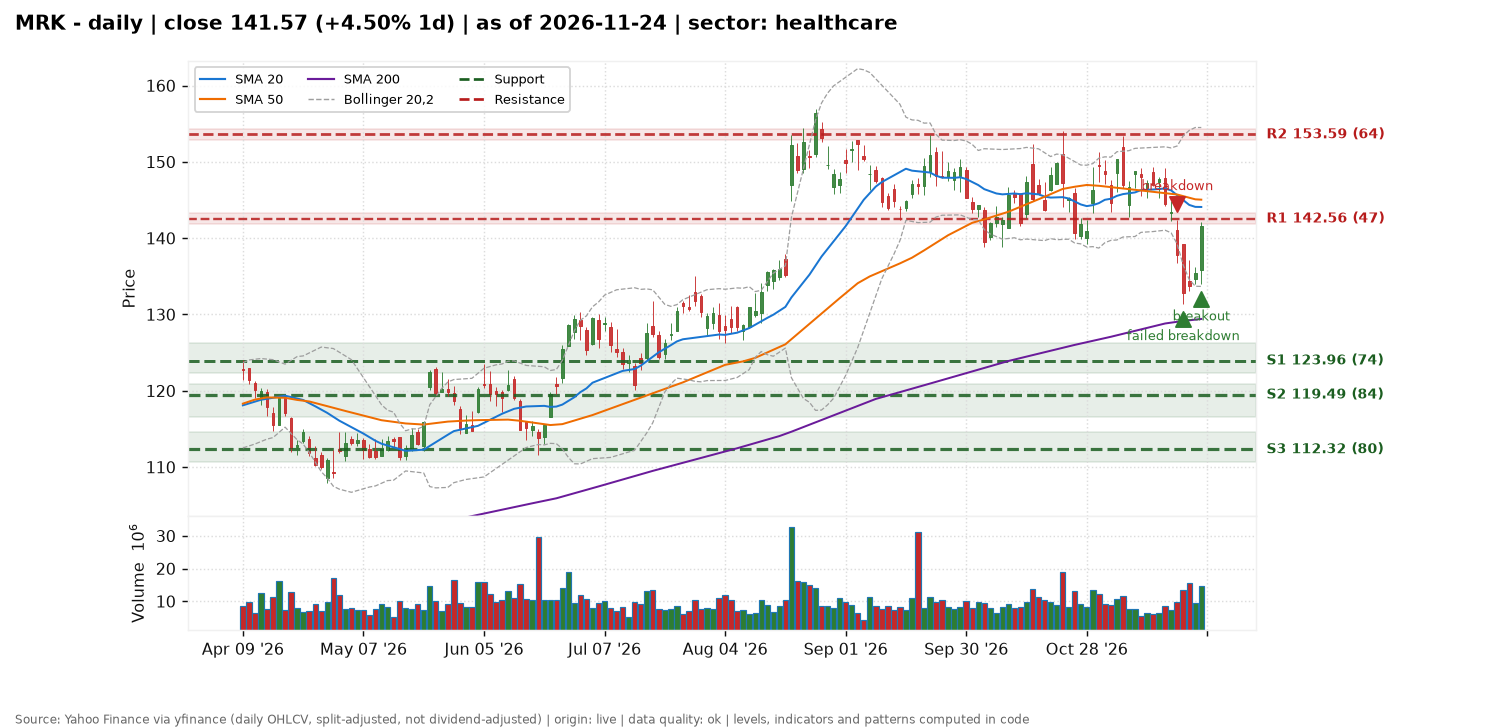 MRK - daily | close 141.57 (+4.50% 1d) | as of 2026-11-24 | sector: healthcare
SMA 20
SMA 50
SMA 200
Bollinger 20,2
Support
Resistance
Price
160
150
140
130
120
110
R2 153.59 (64)
breakdown
R1 142.56 (47)
breakout
failed breakdown
S1 123.96 (74)
S2 119.49 (84)
S3 112.32 (80)
Volume 10⁶
30
20
10
Apr 09 '26
May 07 '26
Jun 05 '26
Jul 07 '26
Aug 04 '26
Sep 01 '26
Sep 30 '26
Oct 28 '26
Source: Yahoo Finance via yfinance (daily OHLCV, split-adjusted, not dividend-adjusted) | origin: live | data quality: ok | levels, indicators and patterns computed in code